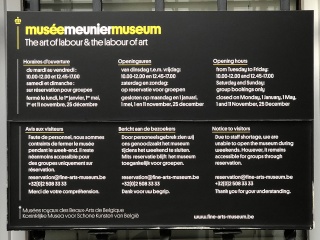 muséemeuniermuseum
The art of labour & the labour of art
Horaires d'ouverture
du mardi au vendredi :
10.00-12.00 en 12.45-17.00
samedi et dimanche :
sur réservation pour groupes
fermé le lundi, le 1er janvier, 1er mai,
1er et 11 novembre, 25 décembre
Openingsuren
van dinsdag t.e.m. vrijdag:
10.00-12.00 en 12.45-17.00
zaterdag en zondag:
op reservatie voor groepen
gesloten op maandag en 1 januari,
1 mei, 1 en 11 november, 25 december
Opening hours
from Tuesday to Friday:
10.00-12.00 and 12.45-17.00
Saturday and Sunday:
group bookings only
closed on Monday, 1 January, 1 May,
1 and 11 November, 25 December
Avis aux visiteurs
Faute de personnel, nous sommes
contraints de fermer le musée
pendant le week-end. Il reste
néanmoins accessible pour
des groupes uniquement sur
réservation.
reservation@fine-arts-museum.be
+32(0)2 508 33 33
Merci de votre compréhension.
Bericht aan de bezoekers
Door personeelsgebrek zien wij
ons genoodzaakt het museum
tijdens het weekend te sluiten.
Mits reservatie blijft het museum
toegankelijk voor groepen.
reservation@fine-arts-museum.be
+32(0)2 508 33 33
Dank voor uw begrip.
Notice to visitors
Due to staff shortage, we are
unable to open the museum during
weekends. However, it remains
accessible for groups through
reservation.
reservation@fine-arts-museum.be
+32(0)2 508 33 33
Thank you for understanding.
Musées royaux des Beaux-Arts de Belgique
Koninklijke Musea voor Schone Kunsten van België
www.fine-arts-museum.be